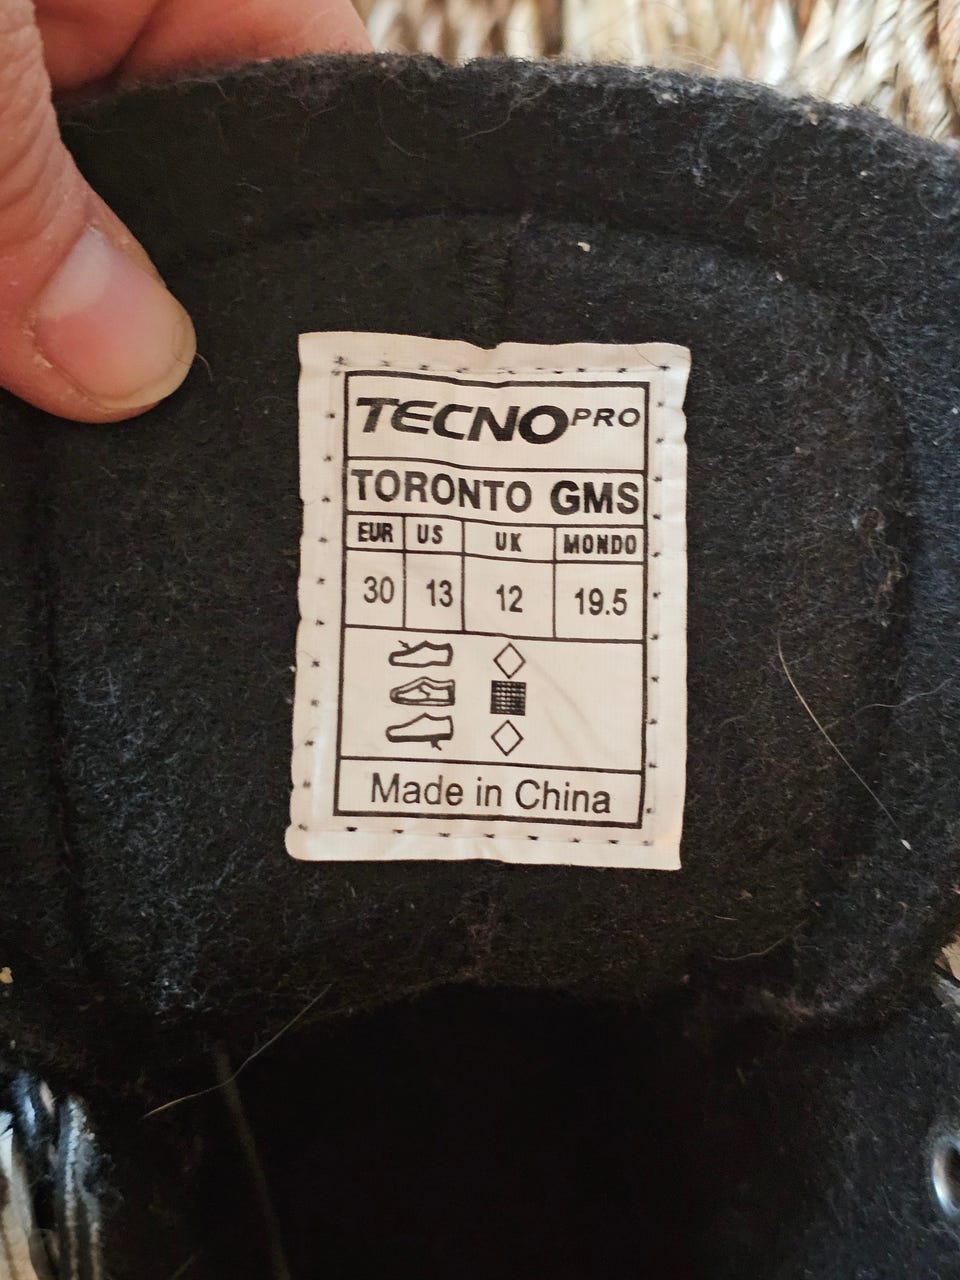 TECNOPRO
TORONTO GMS
EUR US UK MONDO
30 13 12 19.5
Made in China